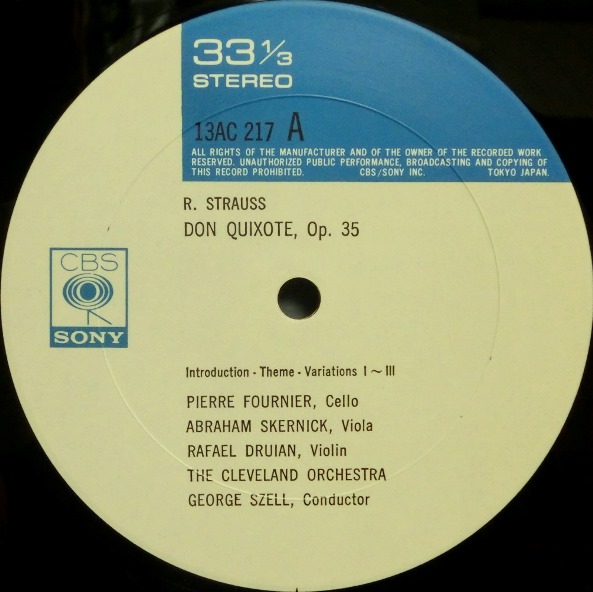 33 1/3
STEREO
13AC 217 A
ALL RIGHTS OF THE MANUFACTURER AND OF THE OWNER OF THE RECORDED WORK
RESERVED. UNAUTHORIZED PUBLIC PERFORMANCE, BROADCASTING AND COPYING OF
THIS RECORD PROHIBITED. CBS/SONY INC. TOKYO JAPAN.
R. STRAUSS
DON QUIXOTE, Op. 35
CBS
SONY
Introduction - Theme - Variations I ~ III
PIERRE FOURNIER, Cello
ABRAHAM SKERNICK, Viola
RAFAEL DRUIAN, Violin
THE CLEVELAND ORCHESTRA
GEORGE SZELL, Conductor